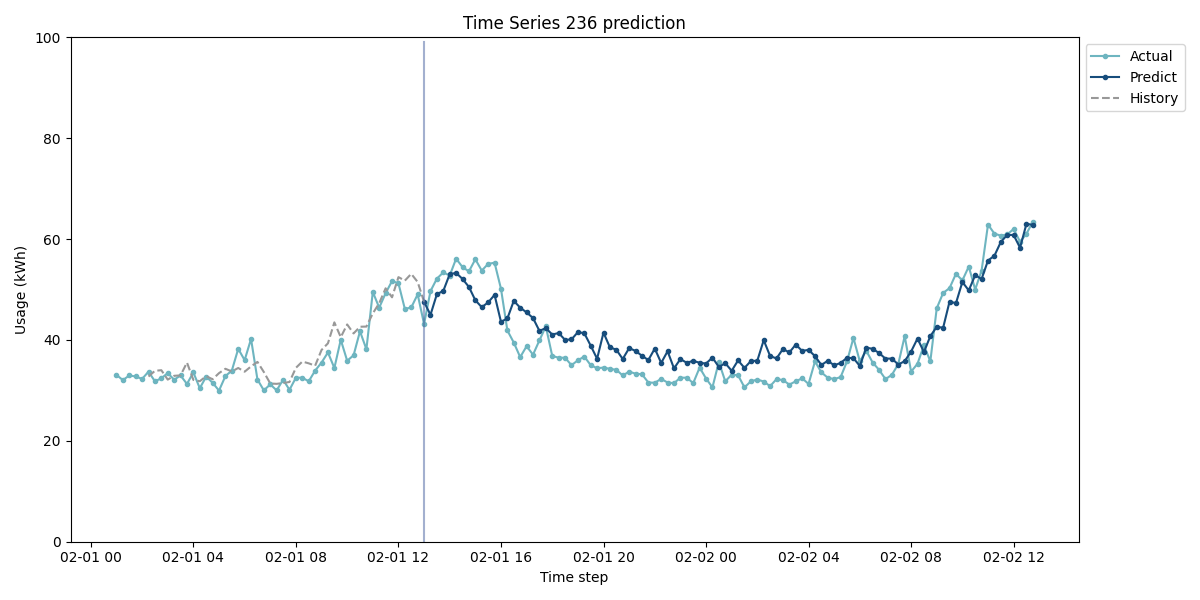 Time Series 236 prediction
100
80
60
40
20
0
Usage (kWh)
02-01 00
02-01 04
02-01 08
02-01 12
02-01 16
02-01 20
02-02 00
02-02 04
02-02 08
02-02 12
Time step
Actual
Predict
History